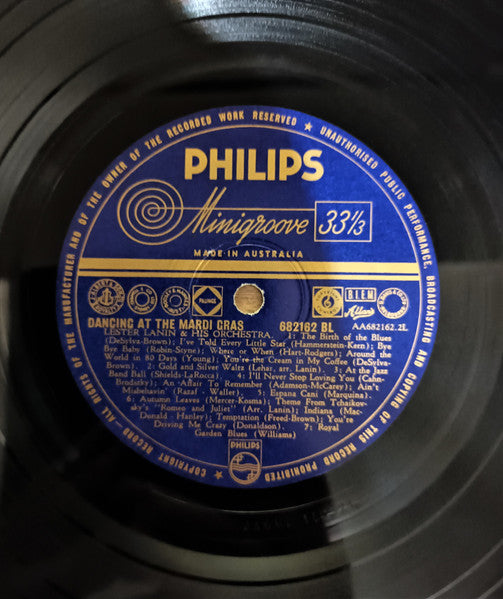 COPYRIGHT RECORD—ALL RIGHTS OF THE MANUFACTURER AND OF THE OWNER OF THE RECORDED WORK RESERVED ★ UNAUTHORISED PUBLIC PERFORMANCE, BROADCASTING AND COPYING OF THIS RECORD PROHIBITED ★
PHILIPS
Minigroove 33⅓
MADE IN AUSTRALIA
BIEM
Allans
DANCING AT THE MARDI GRAS 682162 BL AA682162.2L
LESTER LANIN & HIS ORCHESTRA. 1: The Birth of the Blues
(DeSylva-Brown); I've Told Every Little Star (Hammerstein-Kern); Bye
Bye Baby (Robin-Styne); Where or When (Hart-Rodgers); Around the
World in 80 Days (Young); You're the Cream in My Coffee (DeSylva-
Brown). 2: Gold and Silver Waltz (Lehar, arr. Lanin). 3: At the Jazz
Band Ball (Shields-LaRocca). 4: I'll Never Stop Loving You (Cahn-
Brodszky); An Affair To Remember (Adamson-McCarey); Ain't
Misbehavin' (Razaf - Waller). 5: Espana Cani (Marquina).
6: Autumn Leaves (Mercer-Kosma); Theme From Tchaikov-
sky's "Romeo and Juliet" (Arr. Lanin); Indiana (Mac-
Donald - Hanley); Temptation (Freed-Brown); You're
Driving Me Crazy (Donaldson). 7: Royal
Garden Blues (Williams)
PHILIPS